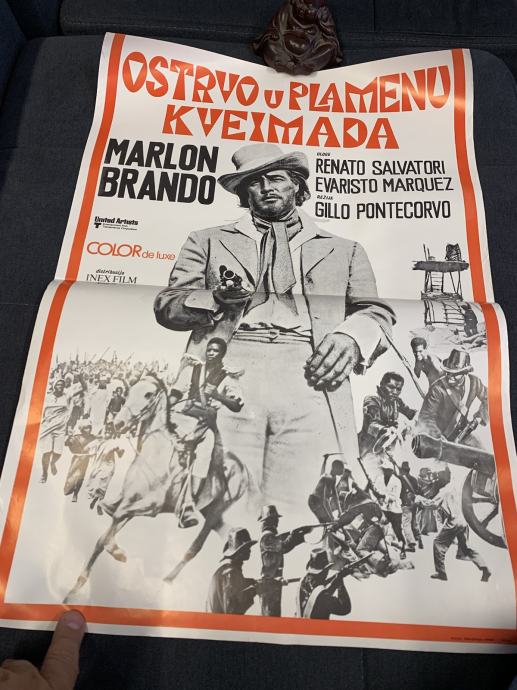 OSTRVO U PLAMENU
KVEIMADA
MARLON
BRANDO
RENATO SALVATORI
EVARISTO MARQUEZ
REŽIJA
GILLO PONTECORVO
United Artists
COLOR de luxe
distribucija
INEX FILM